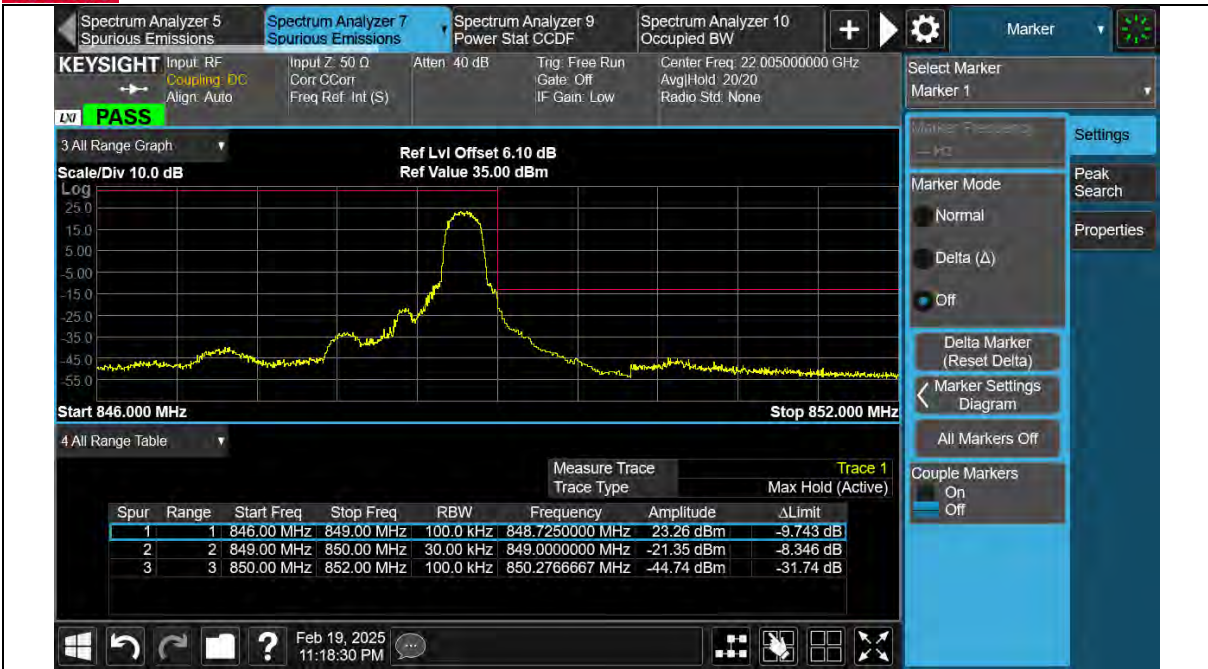 Spectrum Analyzer 5
Spurious Emissions
Spectrum Analyzer 7
Spurious Emissions
Spectrum Analyzer 9
Power Stat CCDF
Spectrum Analyzer 10
Occupied BW
+
Marker
KEYSIGHT
Input: RF
Coupling: DC
Align: Auto
Input Z: 50 Ω
Corr CCorr
Freq Ref: Int (S)
Atten: 40 dB
Trig: Free Run
Gate: Off
IF Gain: Low
Center Freq: 22.005000000 GHz
Avg|Hold: 20/20
Radio Std: None
LXI
PASS
Select Marker
Marker 1
Marker Frequency
--- Hz
Settings
Peak
Search
Properties
Marker Mode
Normal
Delta (Δ)
Off
Delta Marker
(Reset Delta)
Marker Settings
Diagram
All Markers Off
Couple Markers
On
Off
3 All Range Graph
Scale/Div 10.0 dB
Ref Lvl Offset 6.10 dB
Ref Value 35.00 dBm
Log
25.0
15.0
5.00
-5.00
-15.0
-25.0
-35.0
-45.0
-55.0
Start 846.000 MHz
Stop 852.000 MHz
4 All Range Table
Measure Trace Trace 1
Trace Type Max Hold (Active)
Spur Range Start Freq Stop Freq RBW Frequency Amplitude ΔLimit
1 1 846.00 MHz 849.00 MHz 100.0 kHz 848.7250000 MHz 23.26 dBm -9.743 dB
2 2 849.00 MHz 850.00 MHz 30.00 kHz 849.0000000 MHz -21.35 dBm -8.346 dB
3 3 850.00 MHz 852.00 MHz 100.0 kHz 850.2766667 MHz -44.74 dBm -31.74 dB
?
Feb 19, 2025
11:18:30 PM